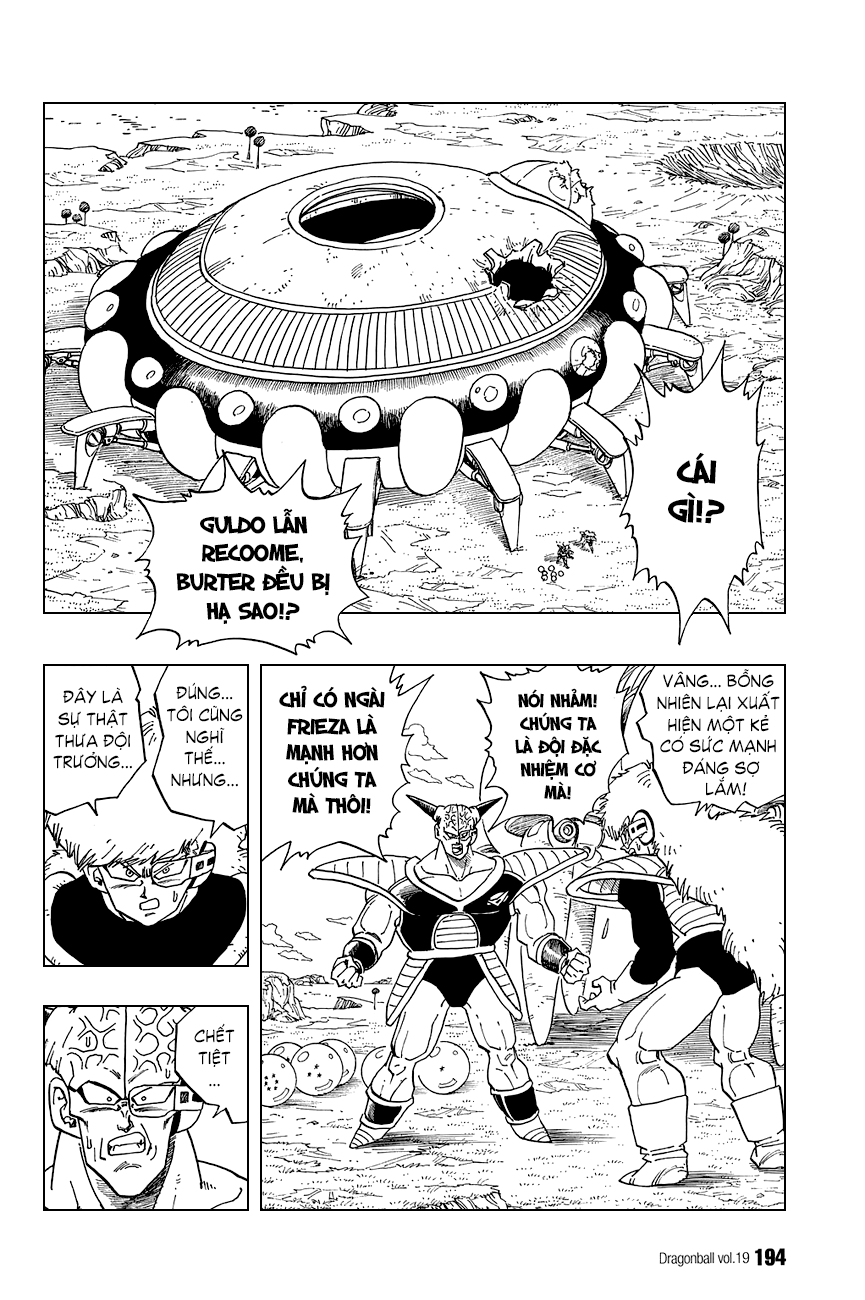 CÁI
GÌ!?
GULDO LẪN
RECOOME,
BURTER ĐỀU BỊ
HẠ SAO!?
VÂNG... BỖNG
NHIÊN LẠI XUẤT
HIỆN MỘT KẺ
CÓ SỨC MẠNH
ĐÁNG SỢ
LẮM!
NÓI NHẢM!
CHÚNG TA
LÀ ĐỘI ĐẶC
NHIỆM CƠ
MÀ!
CHỈ CÓ NGÀI
FRIEZA LÀ
MẠNH HƠN
CHÚNG TA
MÀ THÔI!
ĐÚNG...
TÔI CŨNG
NGHĨ
THẾ...
NHƯNG...
ĐÂY LÀ
SỰ THẬT
THƯA ĐỘI
TRƯỞNG...
CHẾT
TIỆT
...
Dragonball vol.19 194